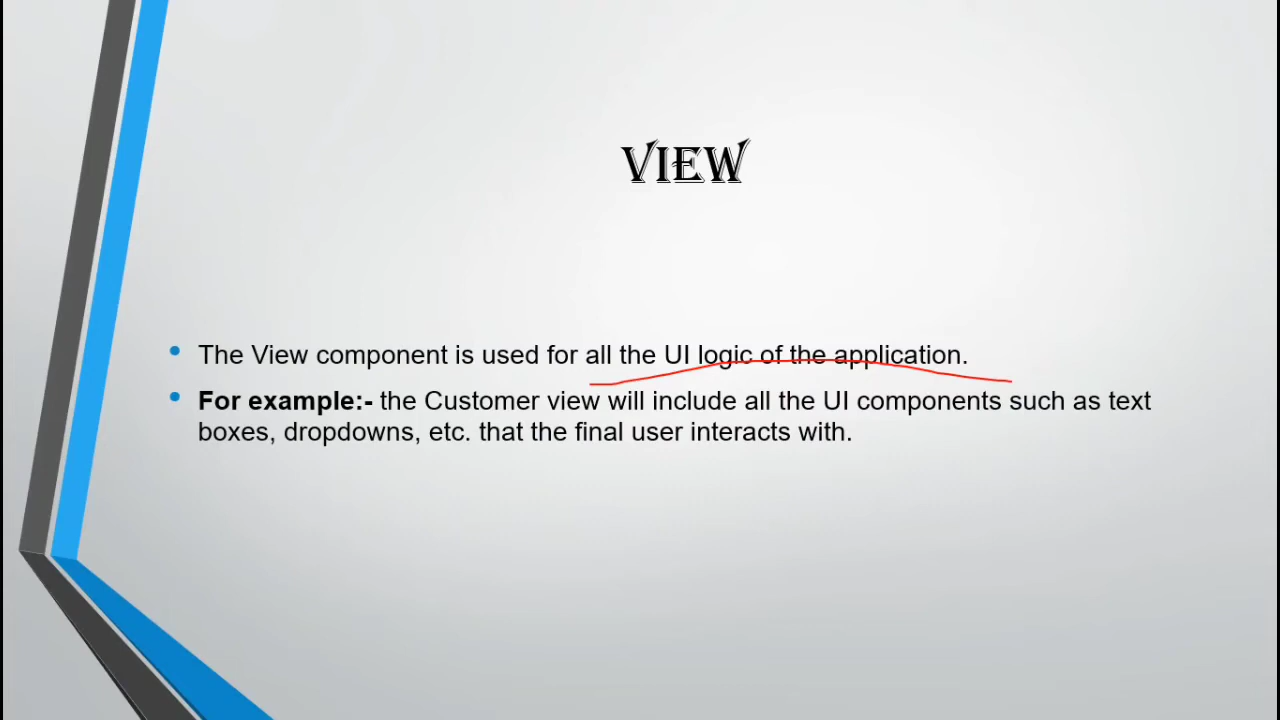 VIEW
• The View component is used for all the UI logic of the application.
• For example:- the Customer view will include all the UI components such as text
boxes, dropdowns, etc. that the final user interacts with.